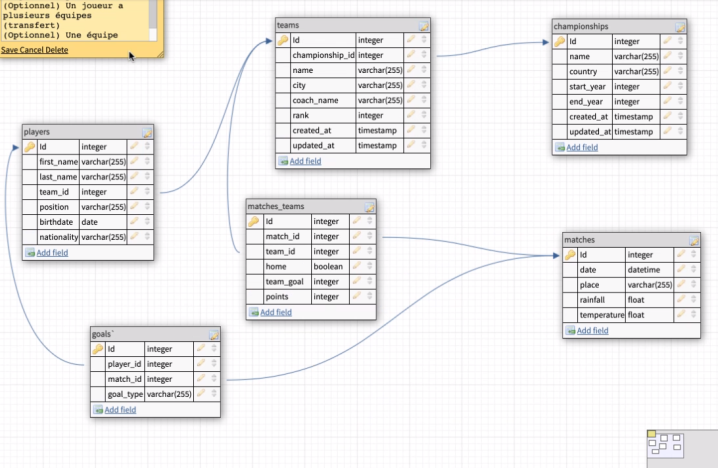 (Optionnel) Un joueur a
plusieurs équipes
(transfert)
(Optionnel) Une équipe
Save Cancel Delete
teams
Id integer
championship_id integer
name varchar(255)
city varchar(255)
coach_name varchar(255)
rank integer
created_at timestamp
updated_at timestamp
Add field
championships
Id integer
name varchar(255)
country varchar(255)
start_year integer
end_year integer
created_at timestamp
updated_at timestamp
Add field
players
Id integer
first_name varchar(255)
last_name varchar(255)
team_id integer
position varchar(255)
birthdate date
nationality varchar(255)
Add field
matches_teams
Id integer
match_id integer
team_id integer
home boolean
team_goal integer
points integer
Add field
matches
Id integer
date datetime
place varchar(255)
rainfall float
temperature float
Add field
goals`
Id integer
player_id integer
match_id integer
goal_type varchar(255)
Add field